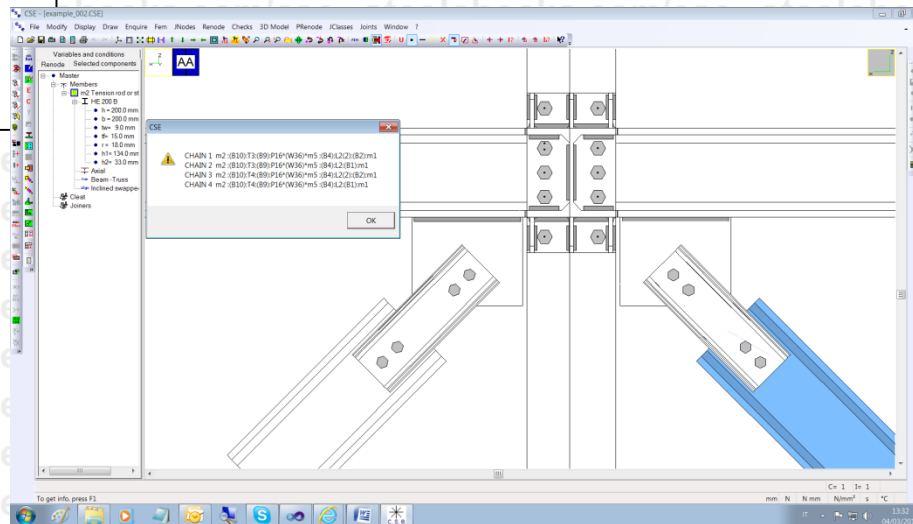 CSE - [example_002.CSE]
File Modify Display Draw Enquire Fem JNodes Renode Checks 3D Model PRenode JClasses Joints Window ?
Variables and conditions
Renoda Selected components
Master
Members
m2 Tension rod or st
HE 200 B
h = 200.0 mm
b = 200.0 mm
tw= 9.0 mm
tf= 15.0 mm
r = 18.0 mm
h1= 134.0 mm
h2= 33.0 mm
Axial
Beam -Truss
Inclined swappe
Cleat
Joiners
Z
AA
CSE
CHAIN 1 m2 :(B10):T3:(B9):P16*(W36)*m5 :(B4):L2(2):(B2):m1
CHAIN 2 m2 :(B10):T3:(B9):P16*(W36)*m5 :(B4):L2:(B1):m1
CHAIN 3 m2 :(B10):T4:(B9):P16*(W36)*m5 :(B4):L2(2):(B2):m1
CHAIN 4 m2 :(B10):T4:(B9):P16*(W36)*m5 :(B4):L2:(B1):m1
OK
C= 1 I= 1
To get info, press F1
mm N N mm N/mm² s °C
IT
13:32
04/03/20